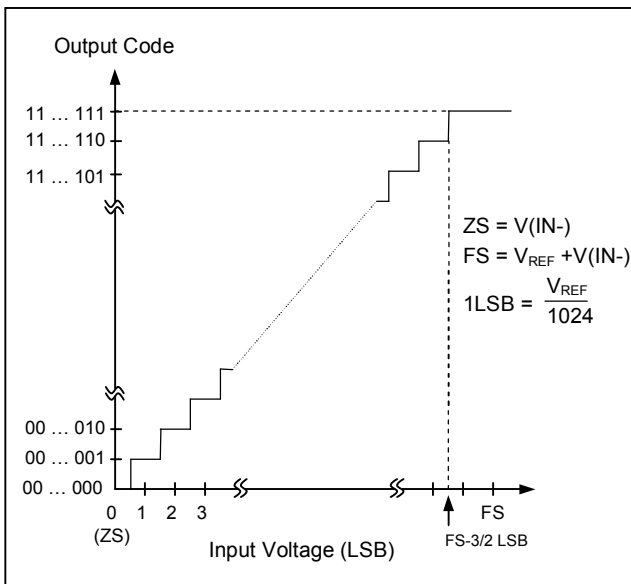 Output Code
11 ... 111
11 ... 110
11 ... 101
ZS = V(IN-)
FS = VREF +V(IN-)
1LSB = VREF
1024
00 ... 010
00 ... 001
00 ... 000
0 1 2 3 FS
(ZS)
FS-3/2 LSB
Input Voltage (LSB)